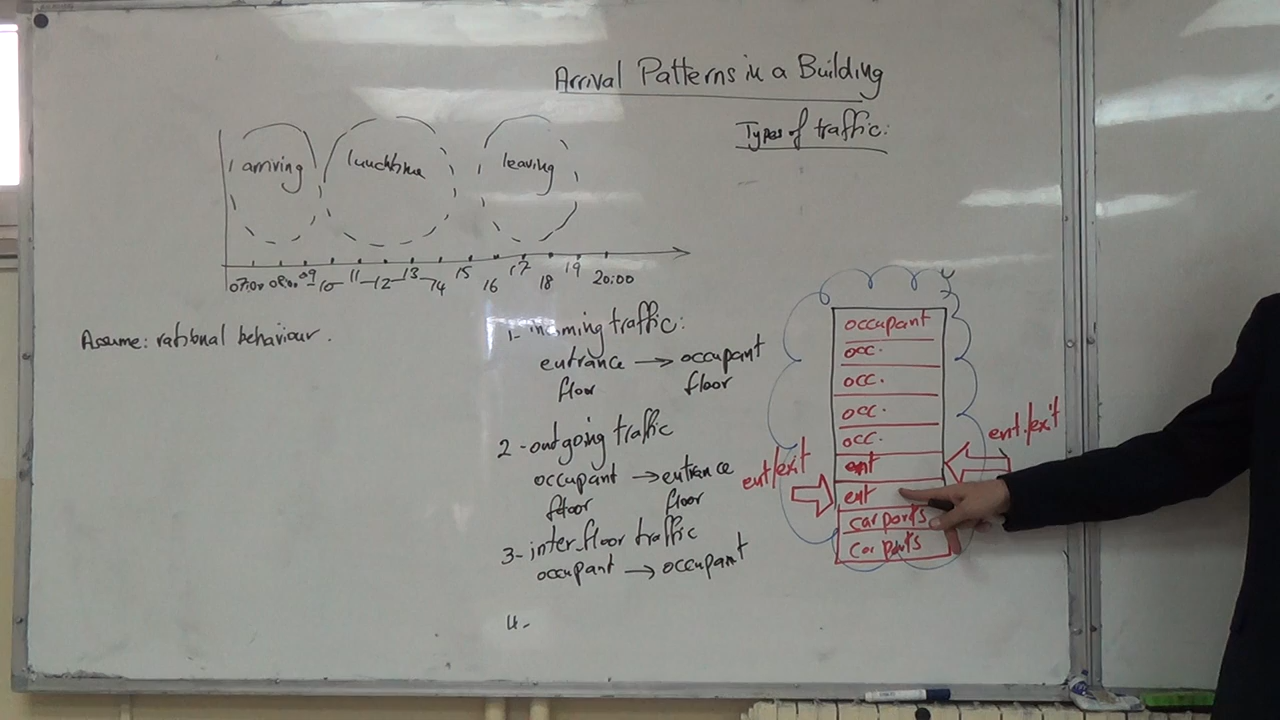 Arrival Patterns in a Building
Types of traffic:
arriving
lunchtime
leaving
07:00 08:00 09 10 11 12 13 14 15 16 17 18 19 20:00
Assume: rational behaviour.
1- incoming traffic:
entrance → occupant
floor floor
2- outgoing traffic
occupant → entrance
floor floor
3- inter-floor traffic
occupant → occupant
4-
occupant
occ.
occ.
occ.
occ.
ent
ent
car ports
car ports
ent/exit
ent./exit